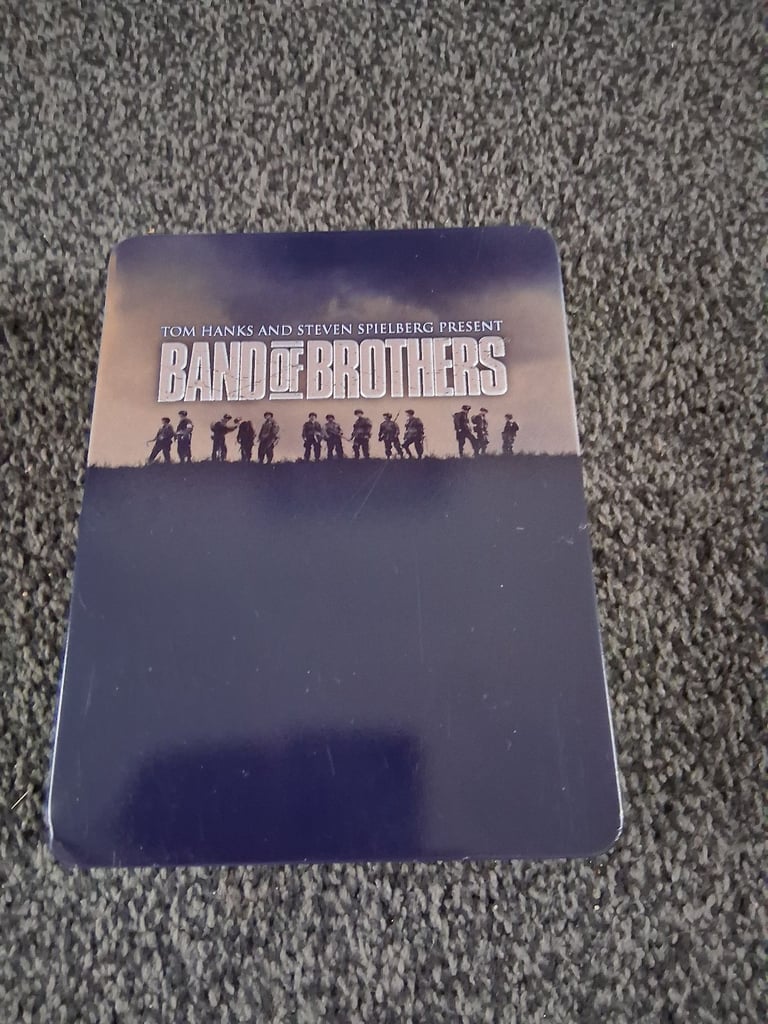 TOM HANKS AND STEVEN SPIELBERG PRESENT
BAND OF BROTHERS